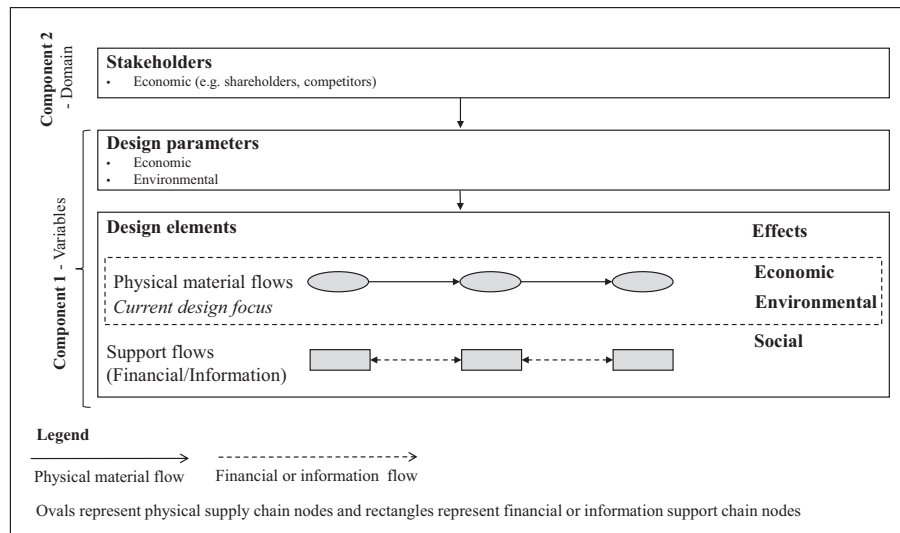 Component 2
- Domain
Stakeholders
• Economic (e.g. shareholders, competitors)
Component 1 - Variables
Design parameters
• Economic
• Environmental
Design elements
Effects
Physical material flows
Current design focus
Economic
Environmental
Social
Support flows
(Financial/Information)
Legend
Physical material flow
Financial or information flow
Ovals represent physical supply chain nodes and rectangles represent financial or information support chain nodes